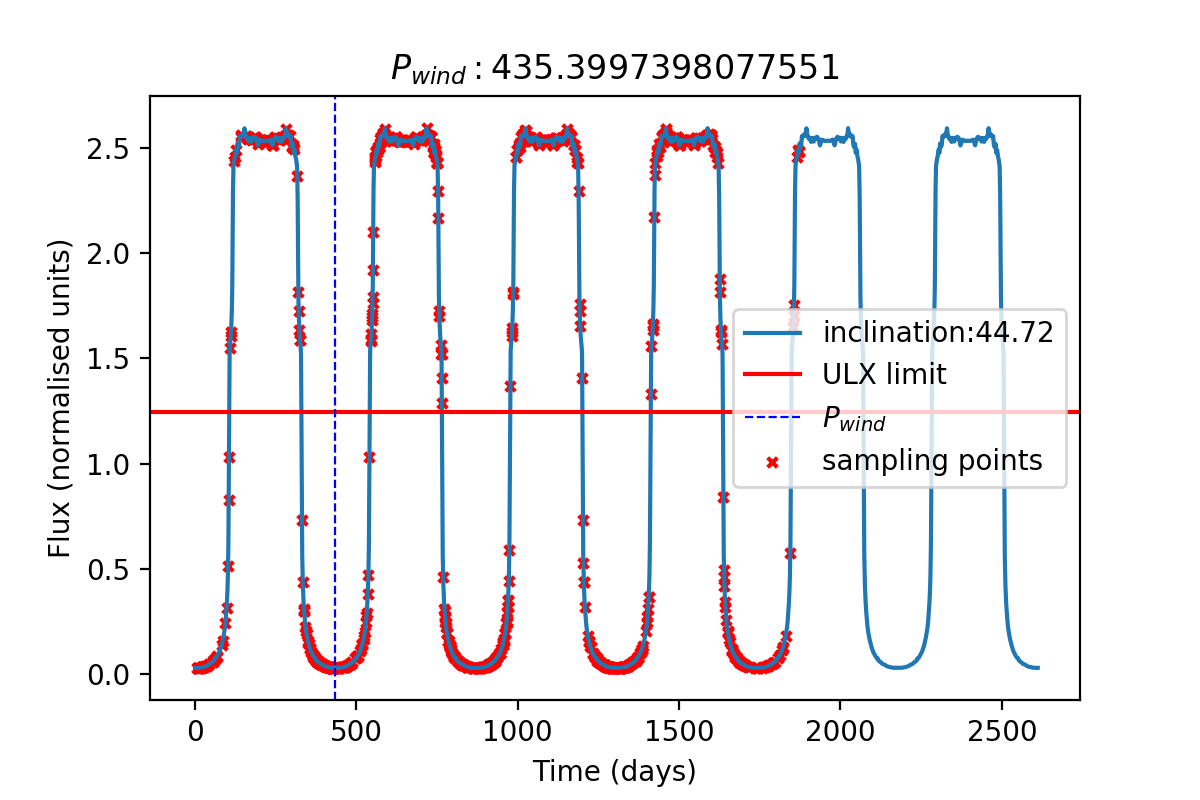 P_wind : 435.3997398077551
Flux (normalised units)
2.5
2.0
1.5
1.0
0.5
0.0
inclination:44.72
ULX limit
P_wind
sampling points
0 500 1000 1500 2000 2500
Time (days)